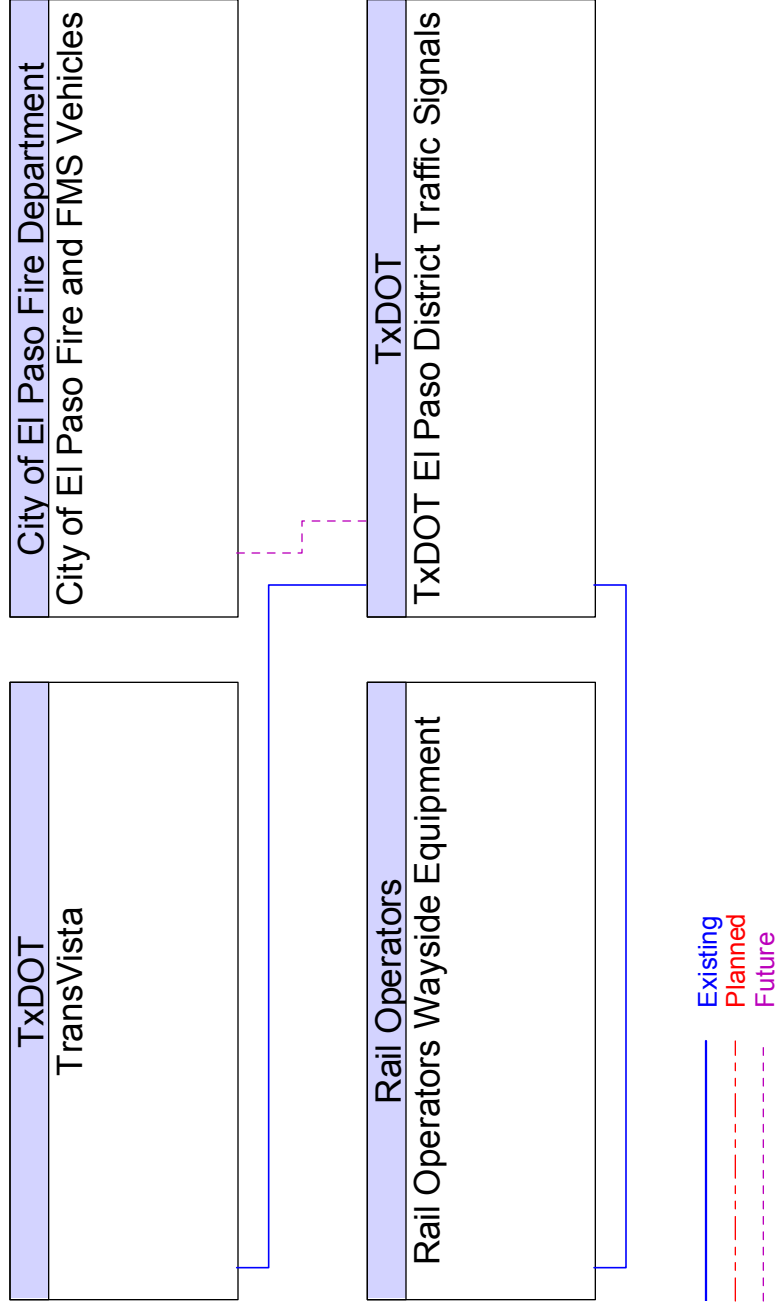 TxDOT
TransVista
City of El Paso Fire Department
City of El Paso Fire and FMS Vehicles
Rail Operators
Rail Operators Wayside Equipment
TxDOT
TxDOT El Paso District Traffic Signals
Existing
Planned
Future